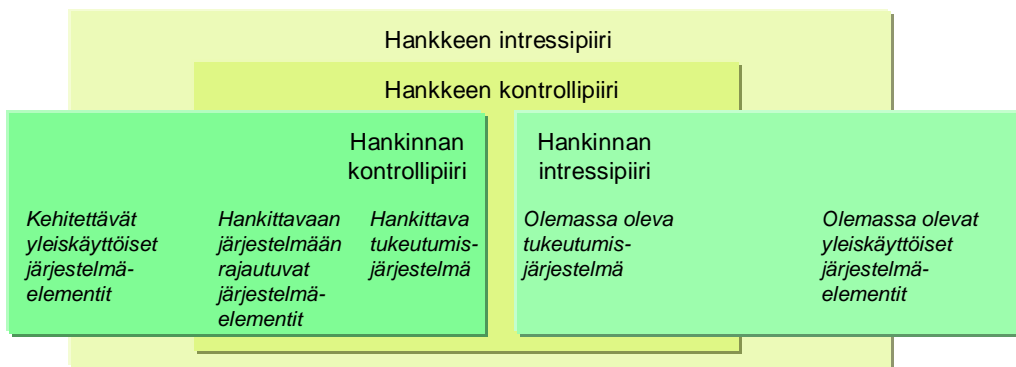 Hankkeen intressipiiri
Hankkeen kontrollipiiri
Hankinnan
kontrollipiiri
Hankinnan
intressipiiri
Kehitettävät
yleiskäyttöiset
järjestelmä-
elementit
Hankittavaan
järjestelmään
rajautuvat
järjestelmä-
elementit
Hankittava
tukeutumis-
järjestelmä
Olemassa oleva
tukeutumis-
järjestelmä
Olemassa olevat
yleiskäyttöiset
järjestelmä-
elementit